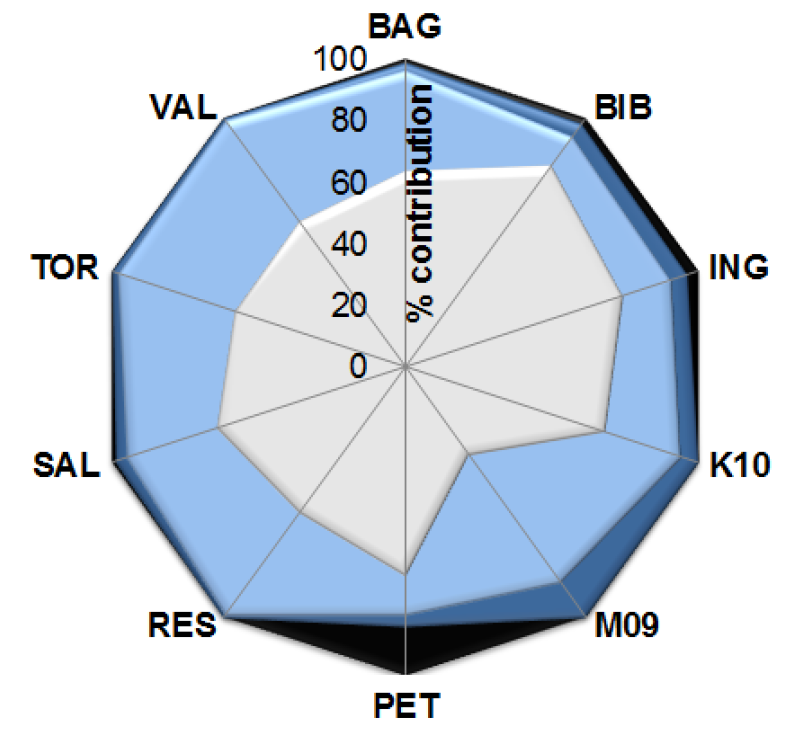 BAG
100
VAL
BIB
80
% contribution
60
40
TOR
ING
20
0
SAL
K10
RES
M09
PET